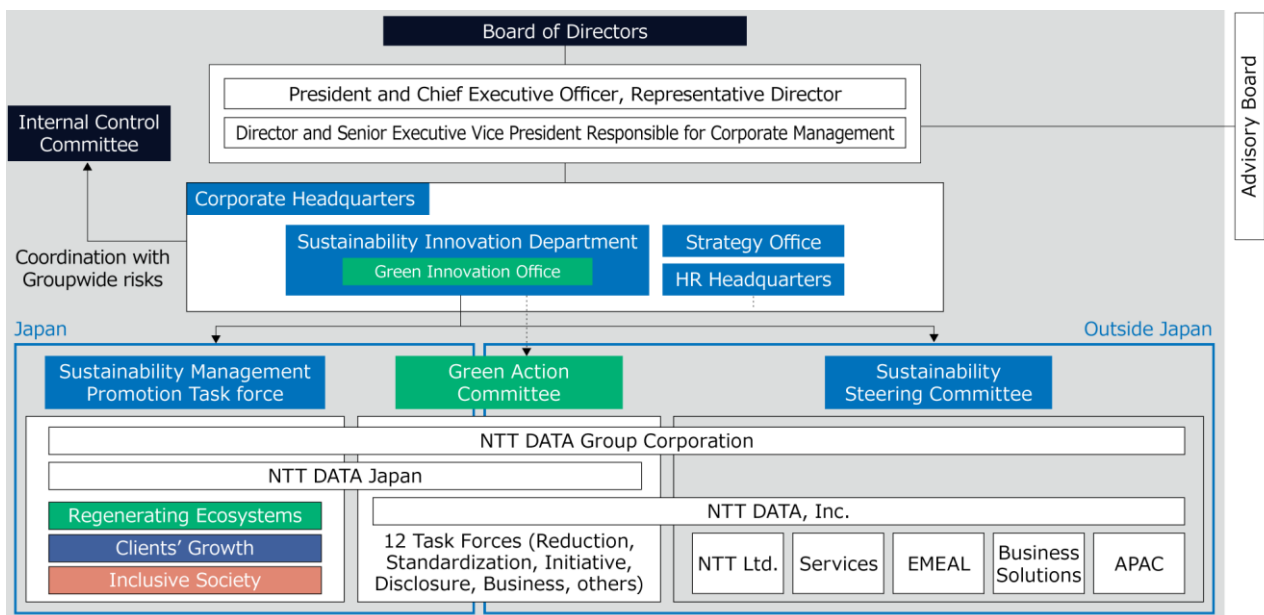 Board of Directors
President and Chief Executive Officer, Representative Director
Director and Senior Executive Vice President Responsible for Corporate Management
Advisory Board
Internal Control
Committee
Coordination with
Groupwide risks
Corporate Headquarters
Sustainability Innovation Department
Green Innovation Office
Strategy Office
HR Headquarters
Japan
Outside Japan
Sustainability Management
Promotion Task force
Green Action
Committee
Sustainability
Steering Committee
NTT DATA Group Corporation
NTT DATA Japan
Regenerating Ecosystems
Clients' Growth
Inclusive Society
NTT DATA, Inc.
12 Task Forces (Reduction,
Standardization, Initiative,
Disclosure, Business, others)
NTT Ltd.
Services
EMEAL
Business
Solutions
APAC